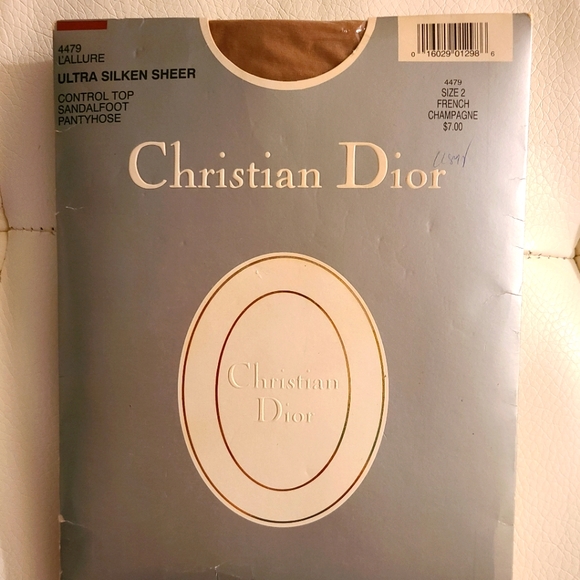 4479
L'ALLURE
ULTRA SILKEN SHEER
CONTROL TOP
SANDALFOOT
PANTYHOSE
0 16029 01298 6
4479
SIZE 2
FRENCH
CHAMPAGNE
$7.00
Christian Dior
Christian
Dior